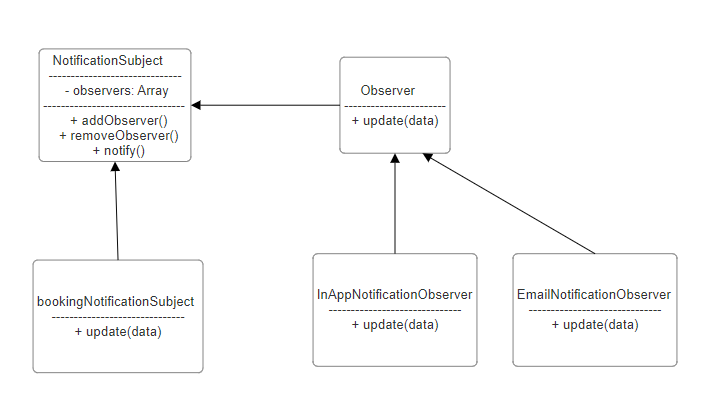 NotificationSubject
------------------------------
- observers: Array
--------------------------------
+ addObserver()
+ removeObserver()
+ notify()
Observer
-----------------------
+ update(data)
bookingNotificationSubject
------------------------------
+ update(data)
InAppNotificationObserver
------------------------------
+ update(data)
EmailNotificationObserver
------------------------------
+ update(data)